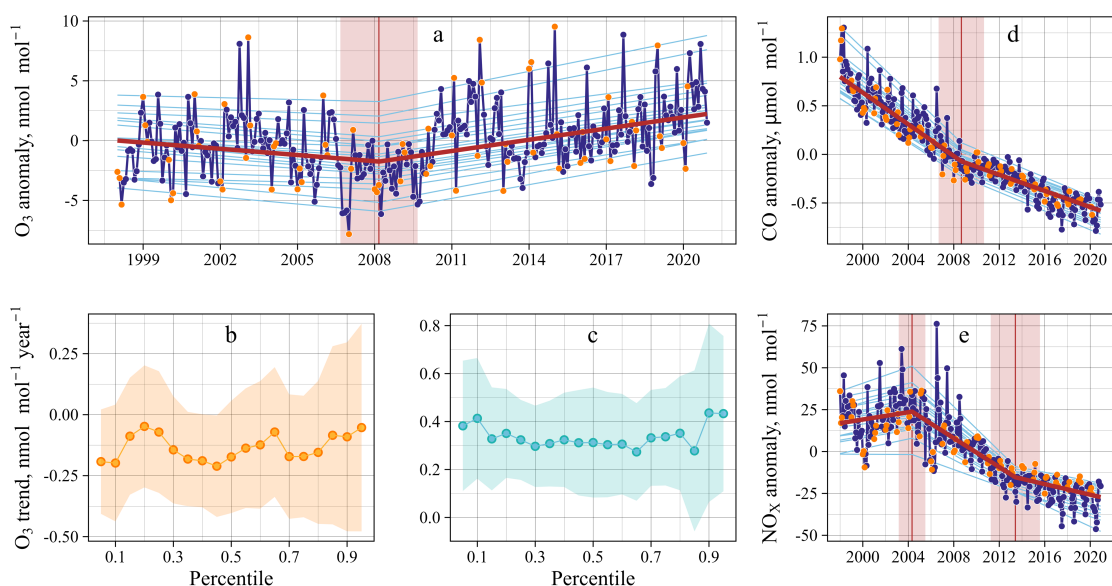 a
O₃ anomaly, nmol mol⁻¹
10
5
0
-5
1999 2002 2005 2008 2011 2014 2017 2020
d
CO anomaly, μmol mol⁻¹
1.0
0.5
0.0
-0.5
2000 2004 2008 2012 2016 2020
b
O₃ trend, nmol mol⁻¹ year⁻¹
0.25
0.00
-0.25
-0.50
0.1 0.3 0.5 0.7 0.9
Percentile
c
0.8
0.6
0.4
0.2
0.0
0.1 0.3 0.5 0.7 0.9
Percentile
e
NOX anomaly, nmol mol⁻¹
75
50
25
0
-25
-50
2000 2004 2008 2012 2016 2020